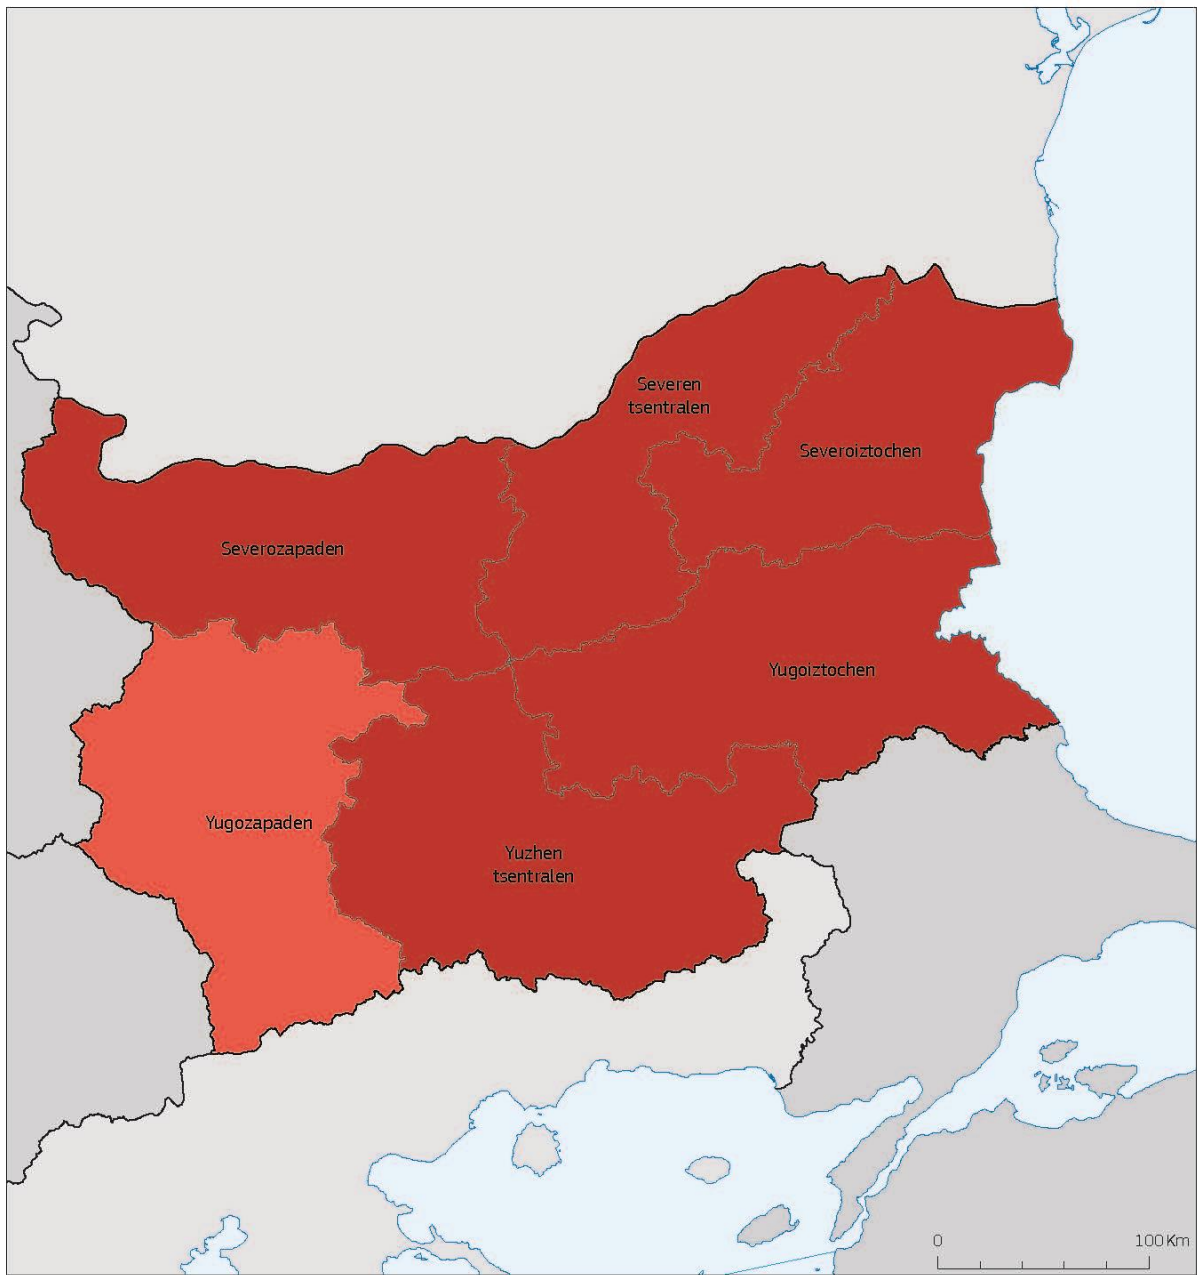 Severen
tsentralen
Severoiztochen
Severozapaden
Yugoiztochen
Yugozapaden
Yuzhen
tsentralen
0 100 Km